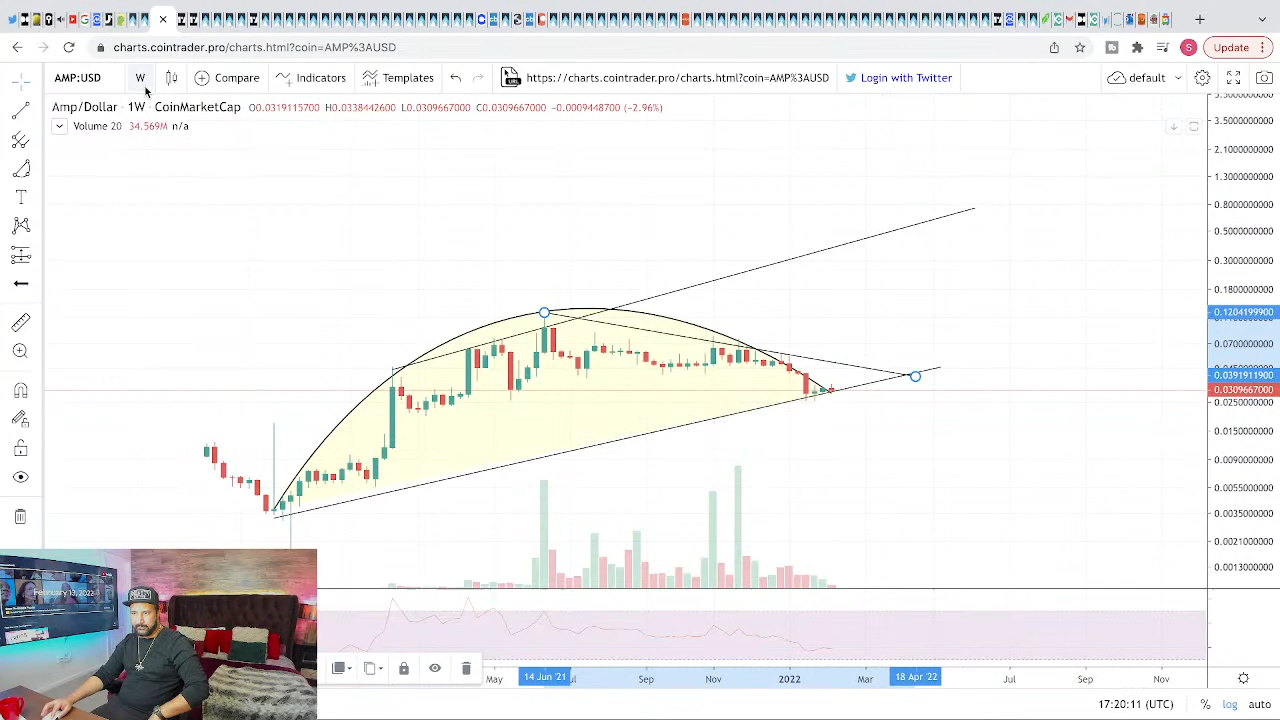 charts.cointrader.pro/charts.html?coin=AMP%3AUSD
S
Update
AMP:USD
W
Compare
Indicators
Templates
https://charts.cointrader.pro/charts.html?coin=AMP%3AUSD
Login with Twitter
default
Amp/Dollar 1W CoinMarketCap O0.0319115700 H0.0338442600 L0.0309667000 C0.0309667000 −0.0009448700 (−2.96%)
Volume 20 34.569M n/a
3.5000000000
2.1000000000
1.3000000000
0.8000000000
0.5000000000
0.3000000000
0.1800000000
0.1204199900
0.0700000000
0.0391911900
0.0309667000
0.0250000000
0.0150000000
0.0090000000
0.0055000000
0.0035000000
0.0021000000
0.0013000000
February 13, 2022
May
14 Jun '21
Sep
Nov
2022
Mar
18 Apr '22
Jul
Sep
Nov
17:20:11 (UTC)
%
log
auto